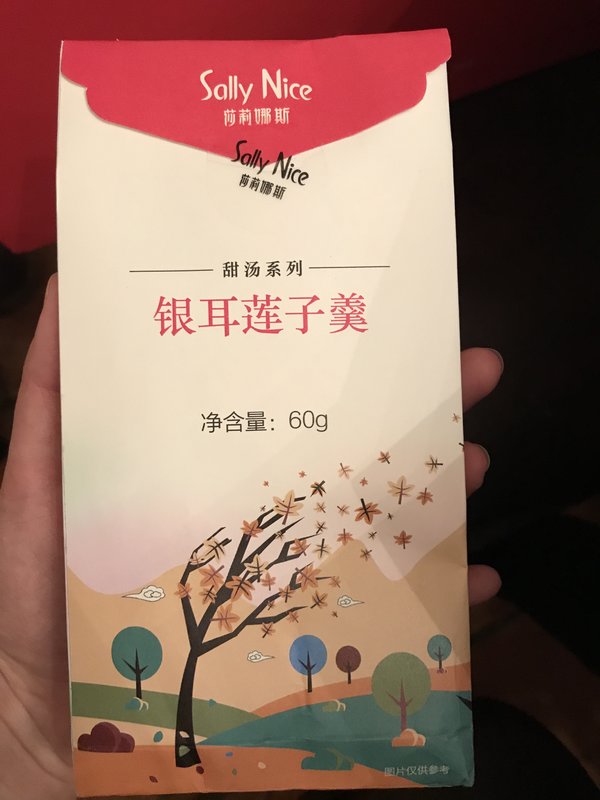 Sally Nice
莎莉娜斯
Sally Nice
莎莉娜斯
甜汤系列
银耳莲子羹
净含量：60g
图片仅供参考